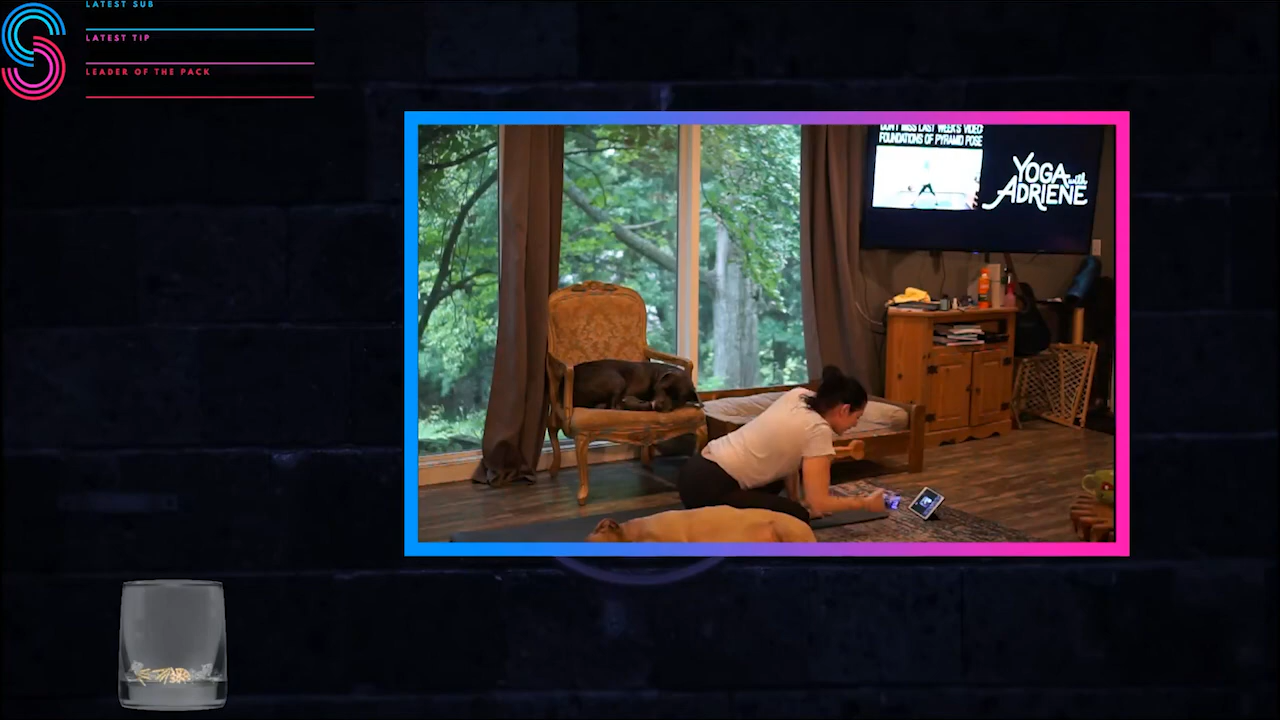 LATEST SUB
LATEST TIP
LEADER OF THE PACK
DON'T MISS LAST WEEK'S VIDEO:
FOUNDATIONS OF PYRAMID POSE
YOGA with
ADRIENE